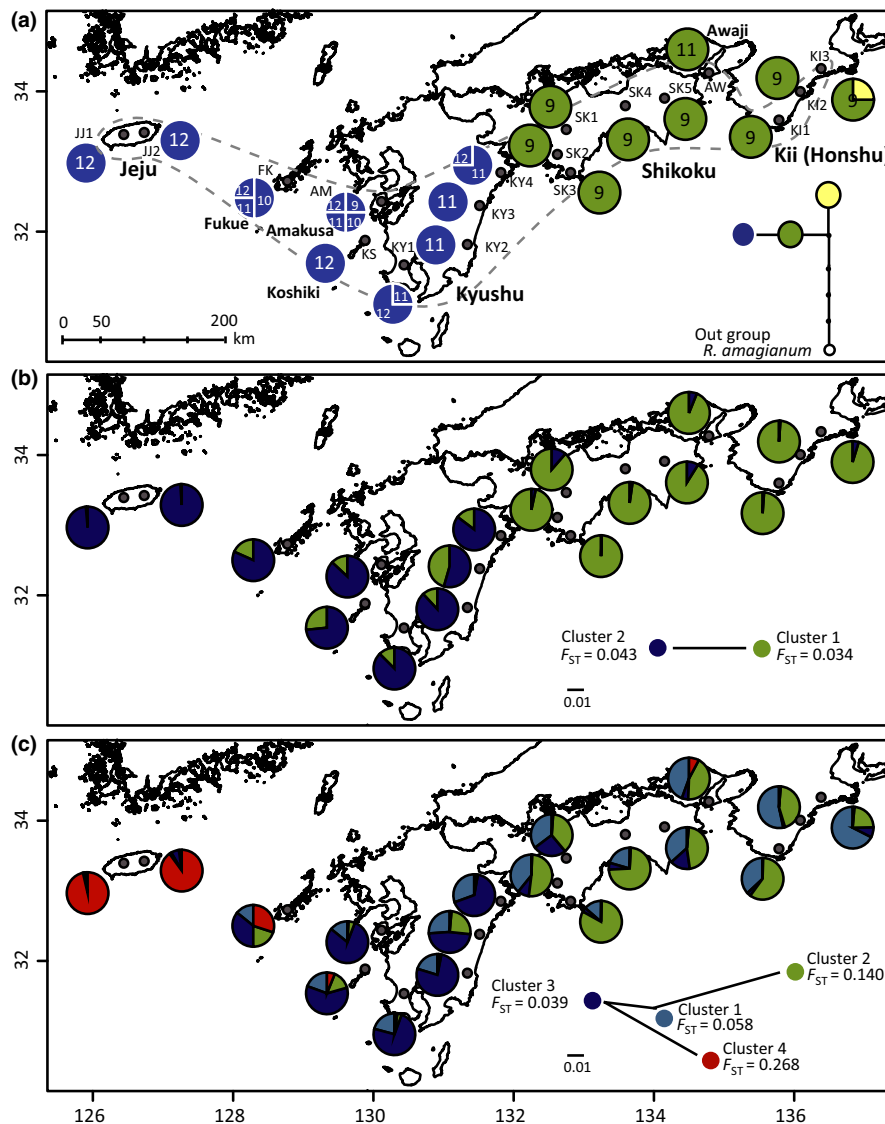 (a)
Awaji
11
KI3
34
9
9
SK4
SK5
AW
9
KI2
JJ1
12
JJ2
9
SK1
9
9
9
KI1
12
Jeju
12
11
SK2
Shikoku
Kii (Honshu)
FK
AM
KY4
SK3
12
10
11
12
9
11
10
11
KY3
9
Fukue
Amakusa
32
KS
KY1
11
KY2
12
Koshiki
11
12
Kyushu
0 50 200
km
Out group
R. amagianum
(b)
34
32
Cluster 2
FST = 0.043
Cluster 1
FST = 0.034
0.01
(c)
34
32
Cluster 3
FST = 0.039
Cluster 2
FST = 0.140
Cluster 1
FST = 0.058
0.01
Cluster 4
FST = 0.268
126 128 130 132 134 136